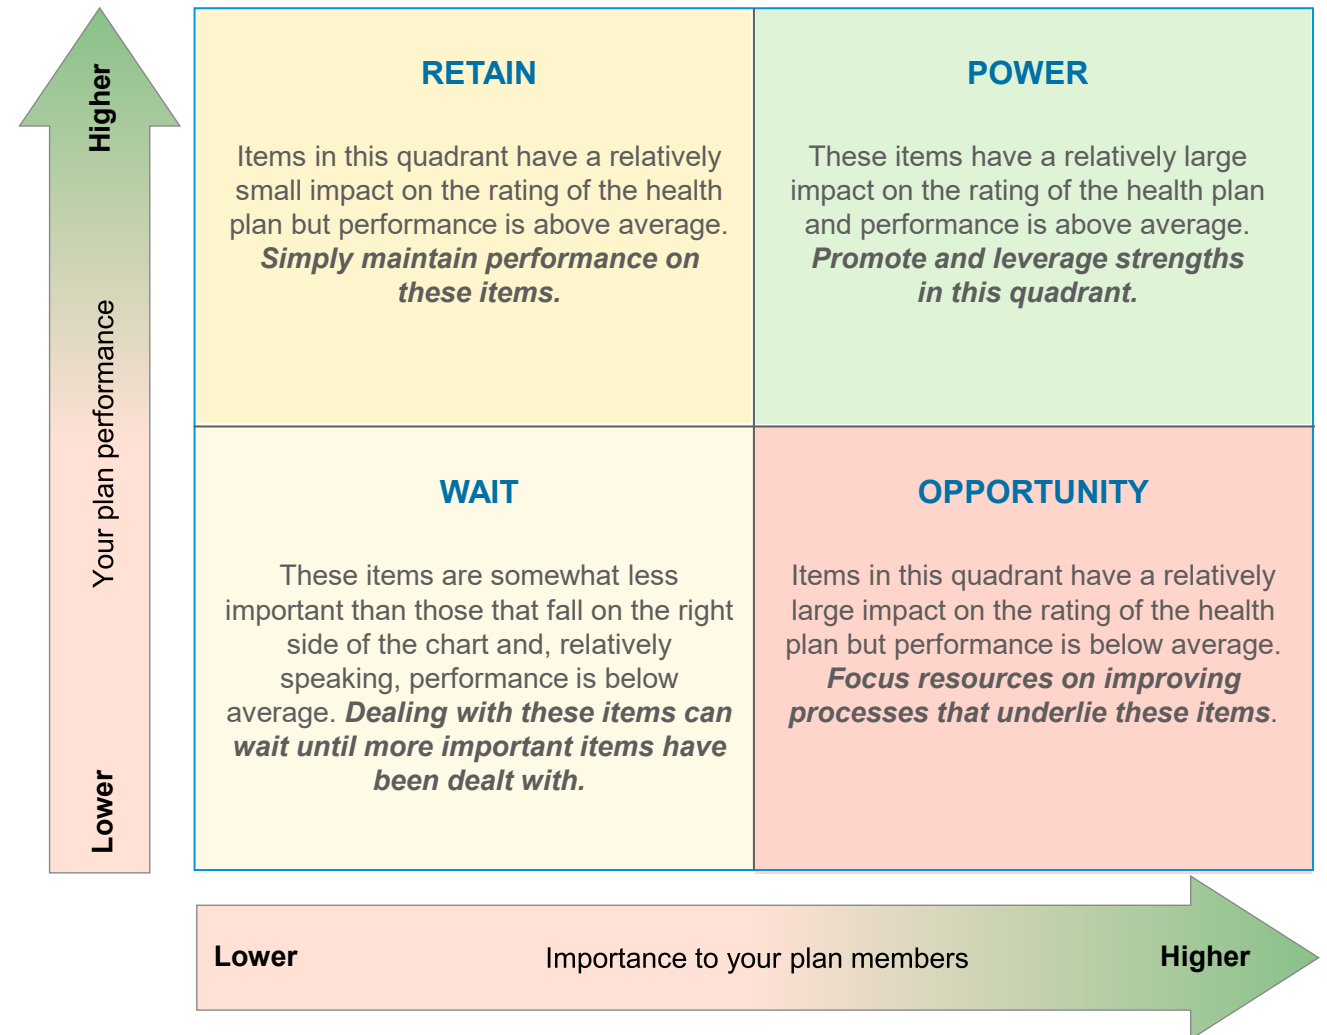 Higher
Your plan performance
Lower
RETAIN
Items in this quadrant have a relatively
small impact on the rating of the health
plan but performance is above average.
Simply maintain performance on
these items.
POWER
These items have a relatively large
impact on the rating of the health plan
and performance is above average.
Promote and leverage strengths
in this quadrant.
WAIT
These items are somewhat less
important than those that fall on the right
side of the chart and, relatively
speaking, performance is below
average. Dealing with these items can
wait until more important items have
been dealt with.
OPPORTUNITY
Items in this quadrant have a relatively
large impact on the rating of the health
plan but performance is below average.
Focus resources on improving
processes that underlie these items.
Lower
Importance to your plan members
Higher